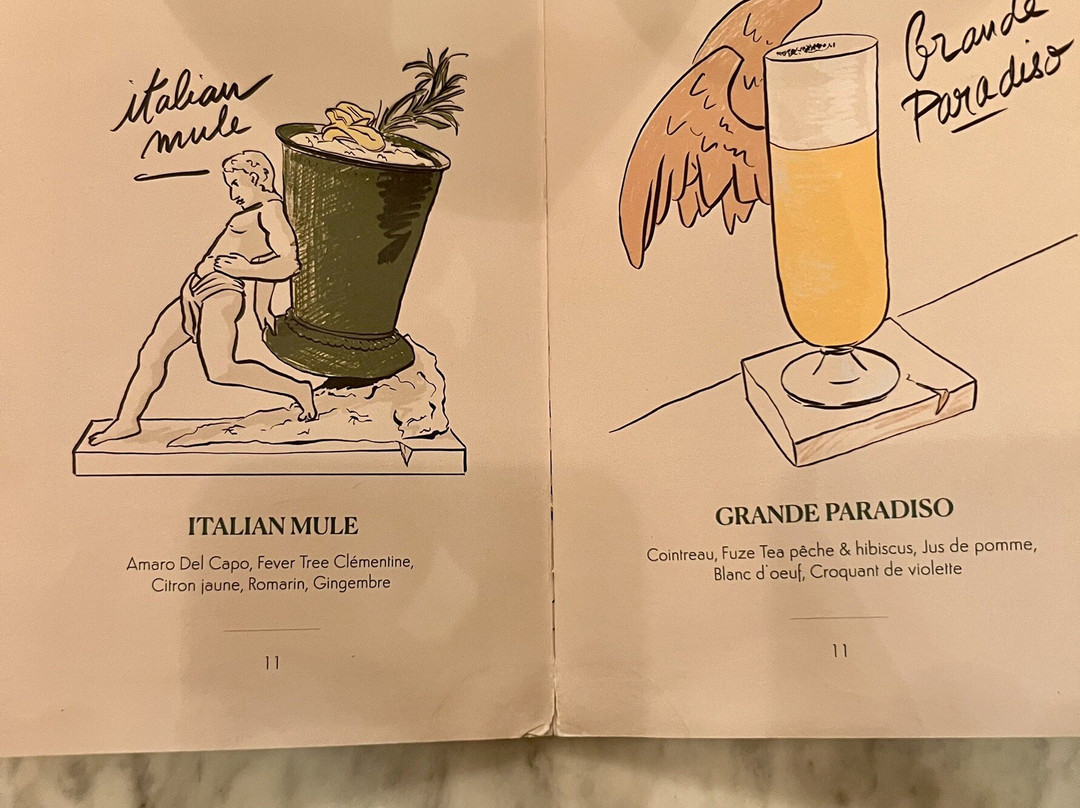 italian
mule
ITALIAN MULE
Amaro Del Capo, Fever Tree Clémentine,
Citron jaune, Romarin, Gingembre
11
Grande
Paradiso
GRANDE PARADISO
Cointreau, Fuze Tea pêche & hibiscus, Jus de pomme,
Blanc d'oeuf, Croquant de violette
11